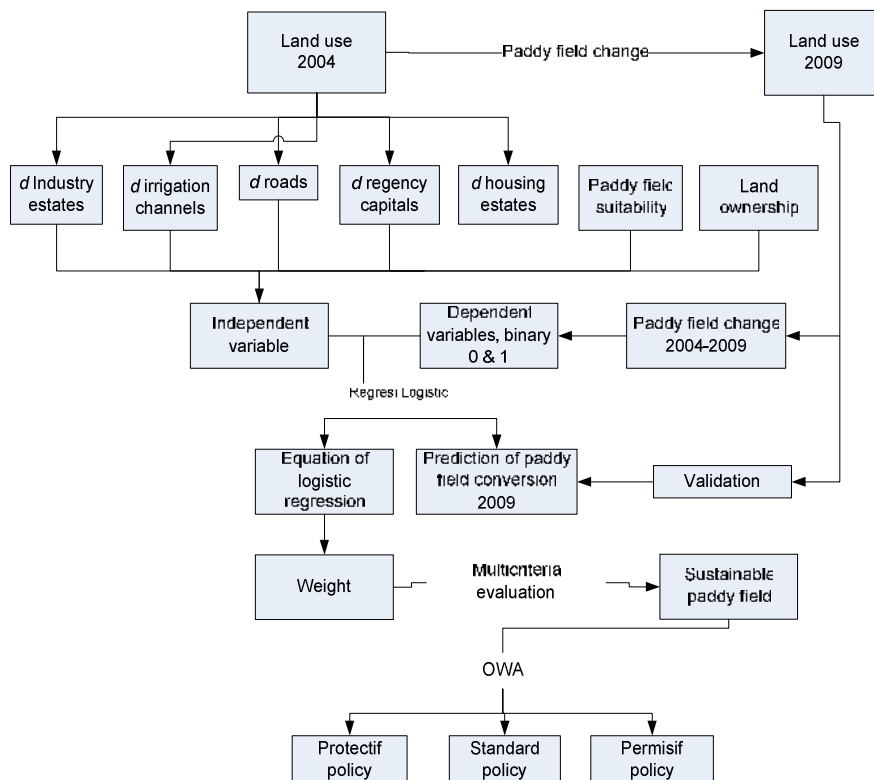 Land use
2004
Paddy field change
Land use
2009
d Industry
estates
d irrigation
channels
d roads
d regency
capitals
d housing
estates
Paddy field
suitability
Land
ownership
Independent
variable
Dependent
variables, binary
0 & 1
Paddy field change
2004-2009
Regresi Logistic
Equation of
logistic
regression
Prediction of paddy
field conversion
2009
Validation
Weight
Multicriteria
evaluation
Sustainable
paddy field
OWA
Protectif
policy
Standard
policy
Permisif
policy